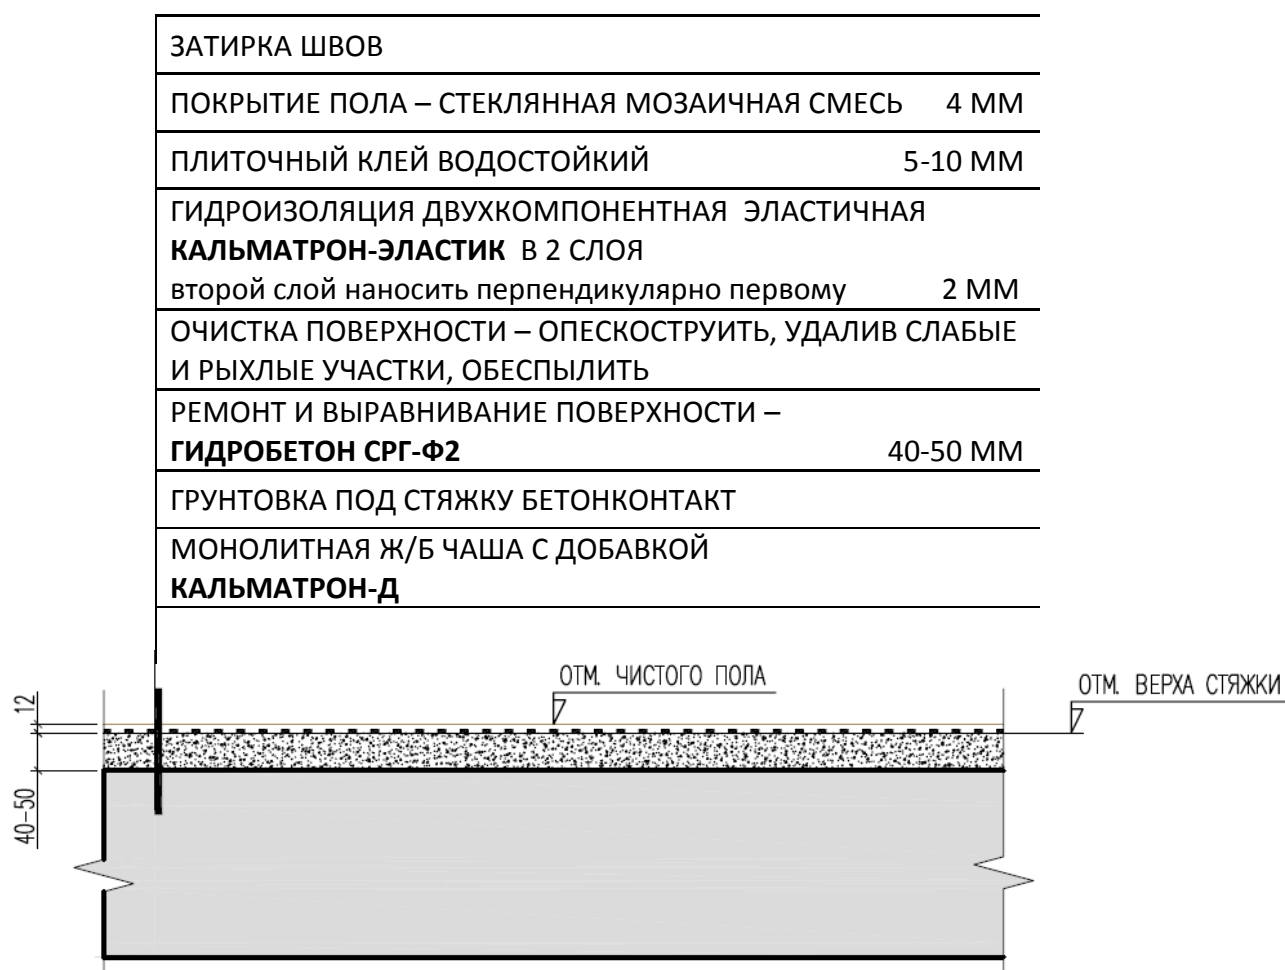 ЗАТИРКА ШВОВ
ПОКРЫТИЕ ПОЛА – СТЕКЛЯННАЯ МОЗАИЧНАЯ СМЕСЬ 4 ММ
ПЛИТОЧНЫЙ КЛЕЙ ВОДОСТОЙКИЙ 5-10 ММ
ГИДРОИЗОЛЯЦИЯ ДВУХКОМПОНЕНТНАЯ ЭЛАСТИЧНАЯ
КАЛЬМАТРОН-ЭЛАСТИК В 2 СЛОЯ
второй слой наносить перпендикулярно первому 2 ММ
ОЧИСТКА ПОВЕРХНОСТИ – ОПЕСКОСТРУИТЬ, УДАЛИВ СЛАБЫЕ
И РЫХЛЫЕ УЧАСТКИ, ОБЕСПЫЛИТЬ
РЕМОНТ И ВЫРАВНИВАНИЕ ПОВЕРХНОСТИ –
ГИДРОБЕТОН СРГ-Ф2 40-50 ММ
ГРУНТОВКА ПОД СТЯЖКУ БЕТОНКОНТАКТ
МОНОЛИТНАЯ Ж/Б ЧАША С ДОБАВКОЙ
КАЛЬМАТРОН-Д
ОТМ. ЧИСТОГО ПОЛА
ОТМ. ВЕРХА СТЯЖКИ
12
40-50